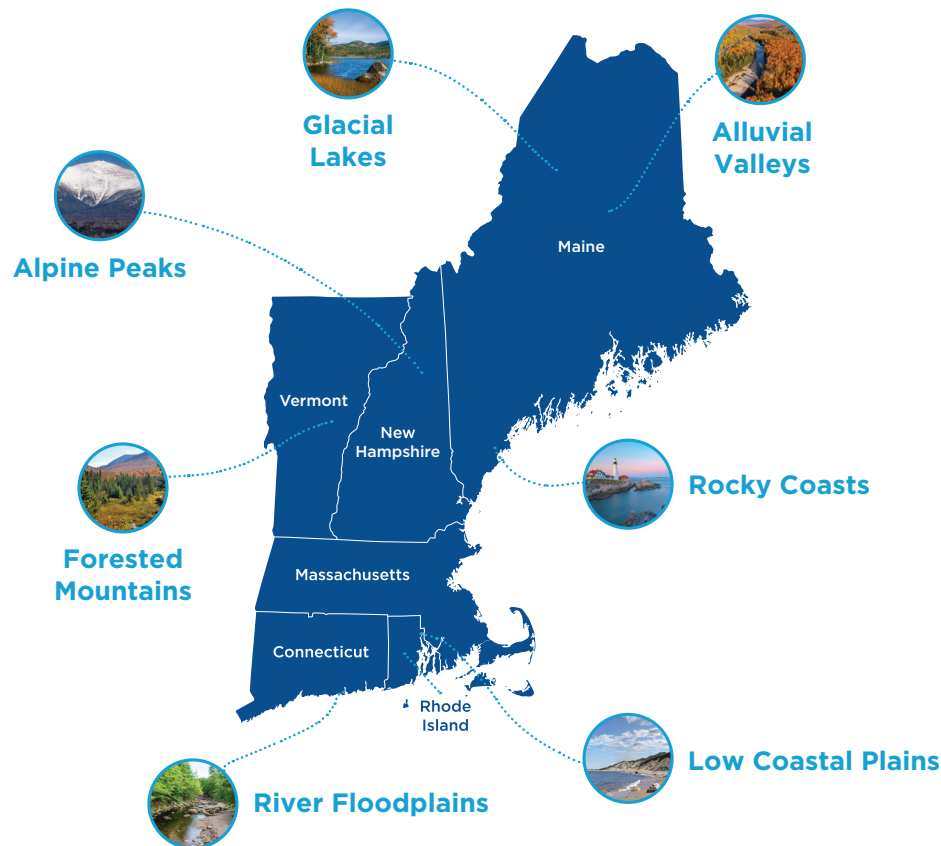 Glacial
Lakes
Alluvial
Valleys
Alpine Peaks
Maine
Vermont
New
Hampshire
Rocky Coasts
Forested
Mountains
Massachusetts
Connecticut
Rhode
Island
Low Coastal Plains
River Floodplains